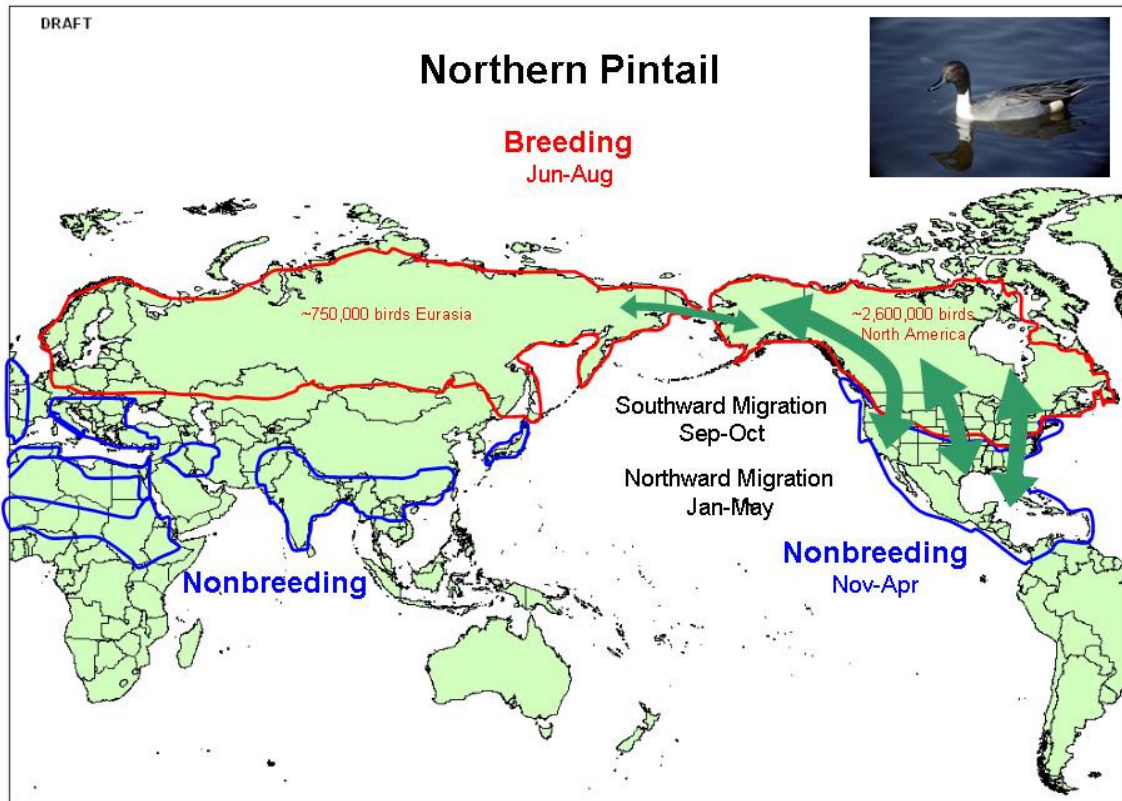 DRAFT
Northern Pintail
Breeding
Jun-Aug
~750,000 birds Eurasia
~2,600,000 birds
North America
Southward Migration
Sep-Oct
Northward Migration
Jan-May
Nonbreeding
Nonbreeding
Nov-Apr